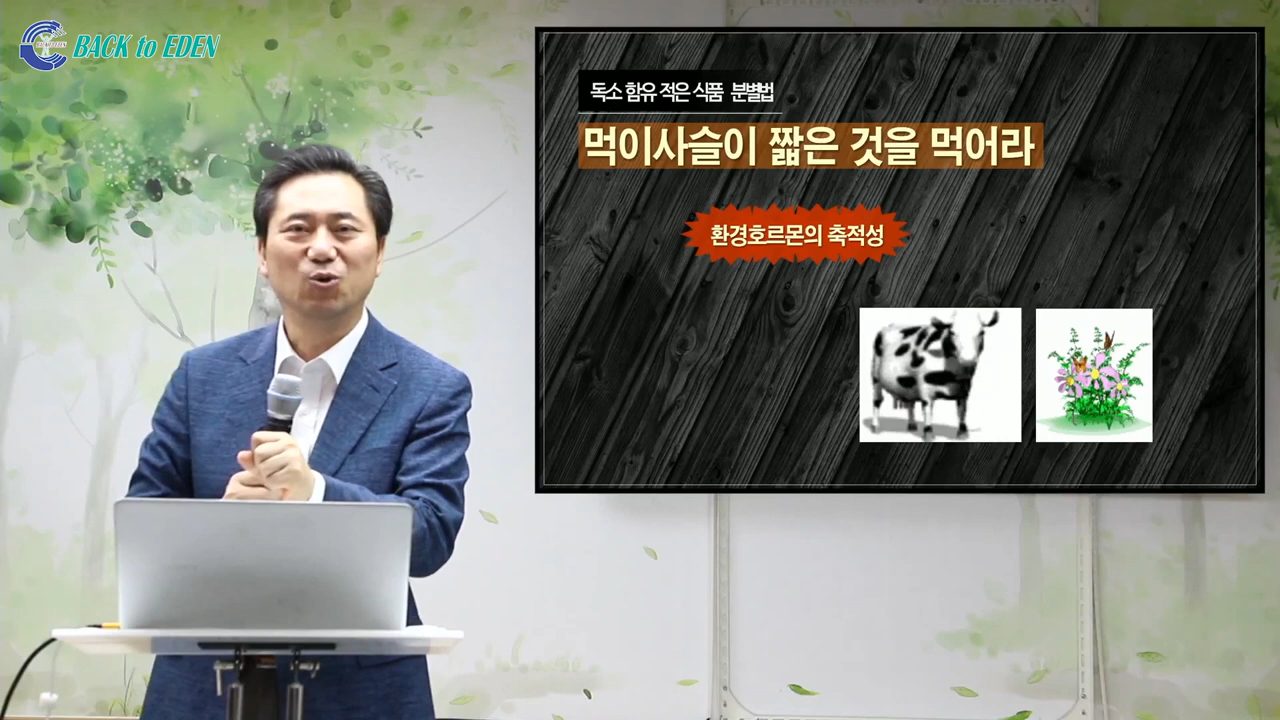 BACK to EDEN
독소 함유 적은 식품 분별법
먹이사슬이 짧은 것을 먹어라
환경호르몬의 축적성